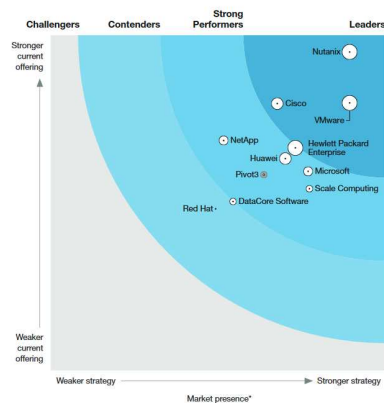 Challengers
Contenders
Strong
Performers
Leaders
Stronger
current
offering
Nutanix
Cisco
VMware
NetApp
Hewlett Packard
Enterprise
Huawei
Microsoft
Pivot3
Scale Computing
DataCore Software
Red Hat
Weaker
current
offering
Weaker strategy
Stronger strategy
Market presence*